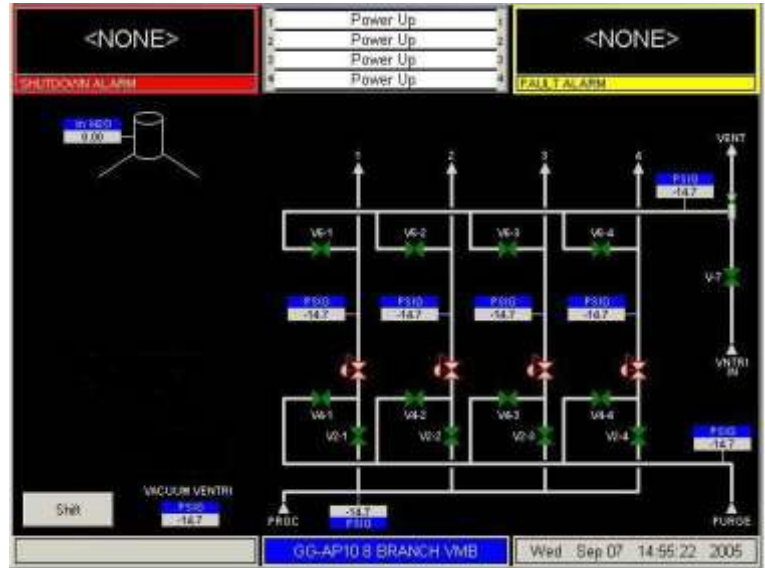 <NONE>
SHUTDOWN ALARM
1 Power Up 1
2 Power Up 2
3 Power Up 3
4 Power Up 4
<NONE>
FAULT ALARM
In H2O
0.00
VENT
1 2 3 4
PSIG
-14.7
V6-1 V6-2 V6-3 V6-4
V-7
PSIG PSIG PSIG PSIG
-14.7 -14.7 -14.7 -14.7
VNTRI
IN
V4-1 V4-2 V4-3 V4-4
V2-1 V2-2 V2-3 V2-4
PSIG
-14.7
VACUUM VENTRI
PSIG
-14.7
Shift
PROC
-14.7
PSIG
PURGE
GG-AP10 8 BRANCH VMB
Wed Sep 07 14:55:22 2005